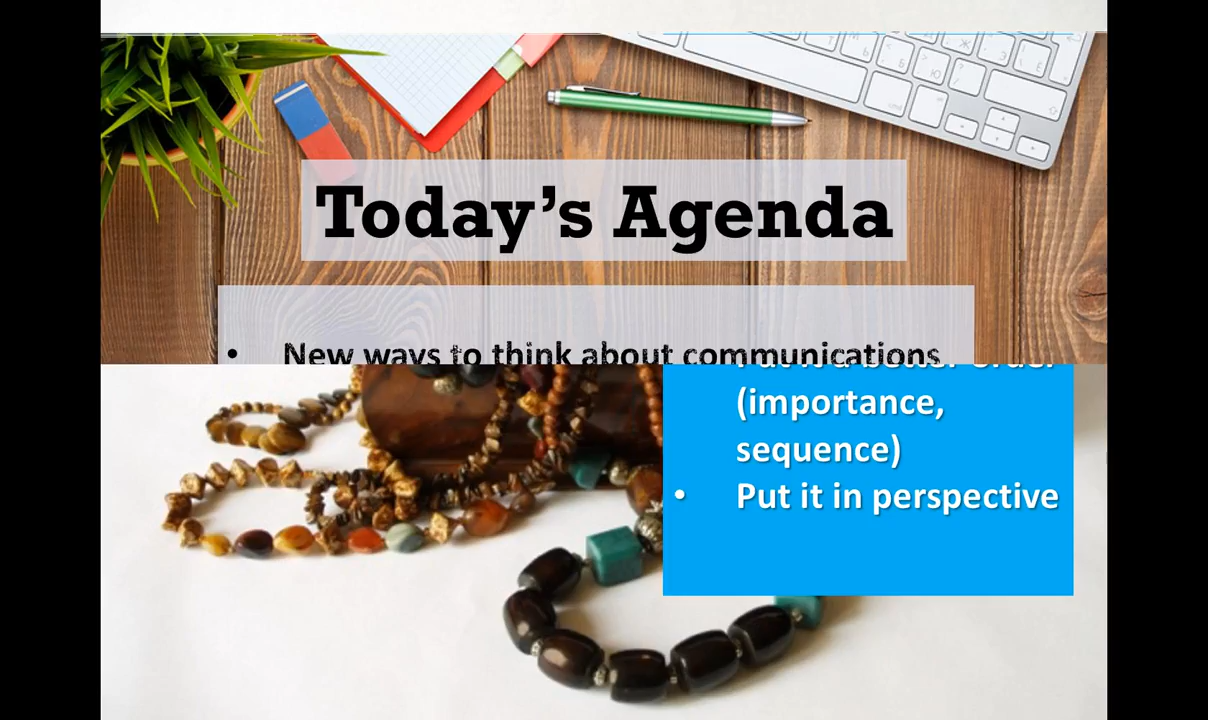 Today’s Agenda
• New ways to think about communications
(importance,
sequence)
• Put it in perspective